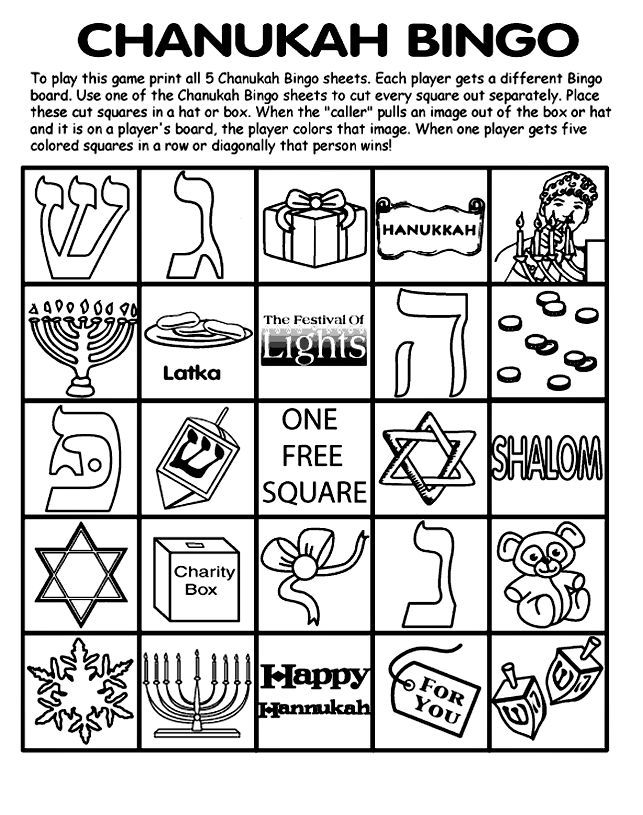 CHANUKAH BINGO
To play this game print all 5 Chanukah Bingo sheets. Each player gets a different Bingo
board. Use one of the Chanukah Bingo sheets to cut every square out separately. Place
these cut squares in a hat or box. When the "caller" pulls an image out of the box or hat
and it is on a player's board, the player colors that image. When one player gets five
colored squares in a row or diagonally that person wins!
ש
ג
HANUKKAH
Latka
The Festival Of
Lights
ה
פ
ש
ONE
FREE
SQUARE
SHALOM
Charity
Box
נ
Happy
Hannukah
FOR
YOU
ש
ש